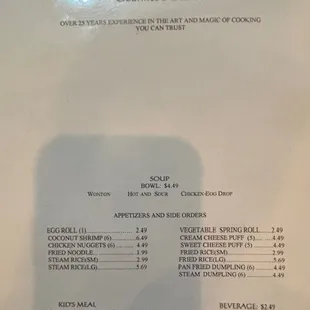 OVER 25 YEARS EXPERIENCE IN THE ART AND MAGIC OF COOKING
YOU CAN TRUST
SOUP
BOWL: $4.49
WONTON HOT AND SOUR CHICKEN-EGG DROP
APPETIZERS AND SIDE ORDERS
EGG ROLL (1)..................2.49
COCONUT SHRIMP (6)..........6.49
CHICKEN NUGGETS (6)..........4.49
FRIED NOODLE..................1.99
STEAM RICE(SM)...............2.99
STEAM RICE(LG)...............5.69
VEGETABLE SPRING ROLL.....2.49
CREAM CHEESE PUFF (5).......4.49
SWEET CHEESE PUFF (5)........4.49
FRIED RICE(SM)....................4.49
FRIED RICE(LG)....................5.69
PAN FRIED DUMPLING (6).......4.49
STEAM DUMPLING (6)...........4.49
KID'S MEAL
BEVERAGE: $2.49